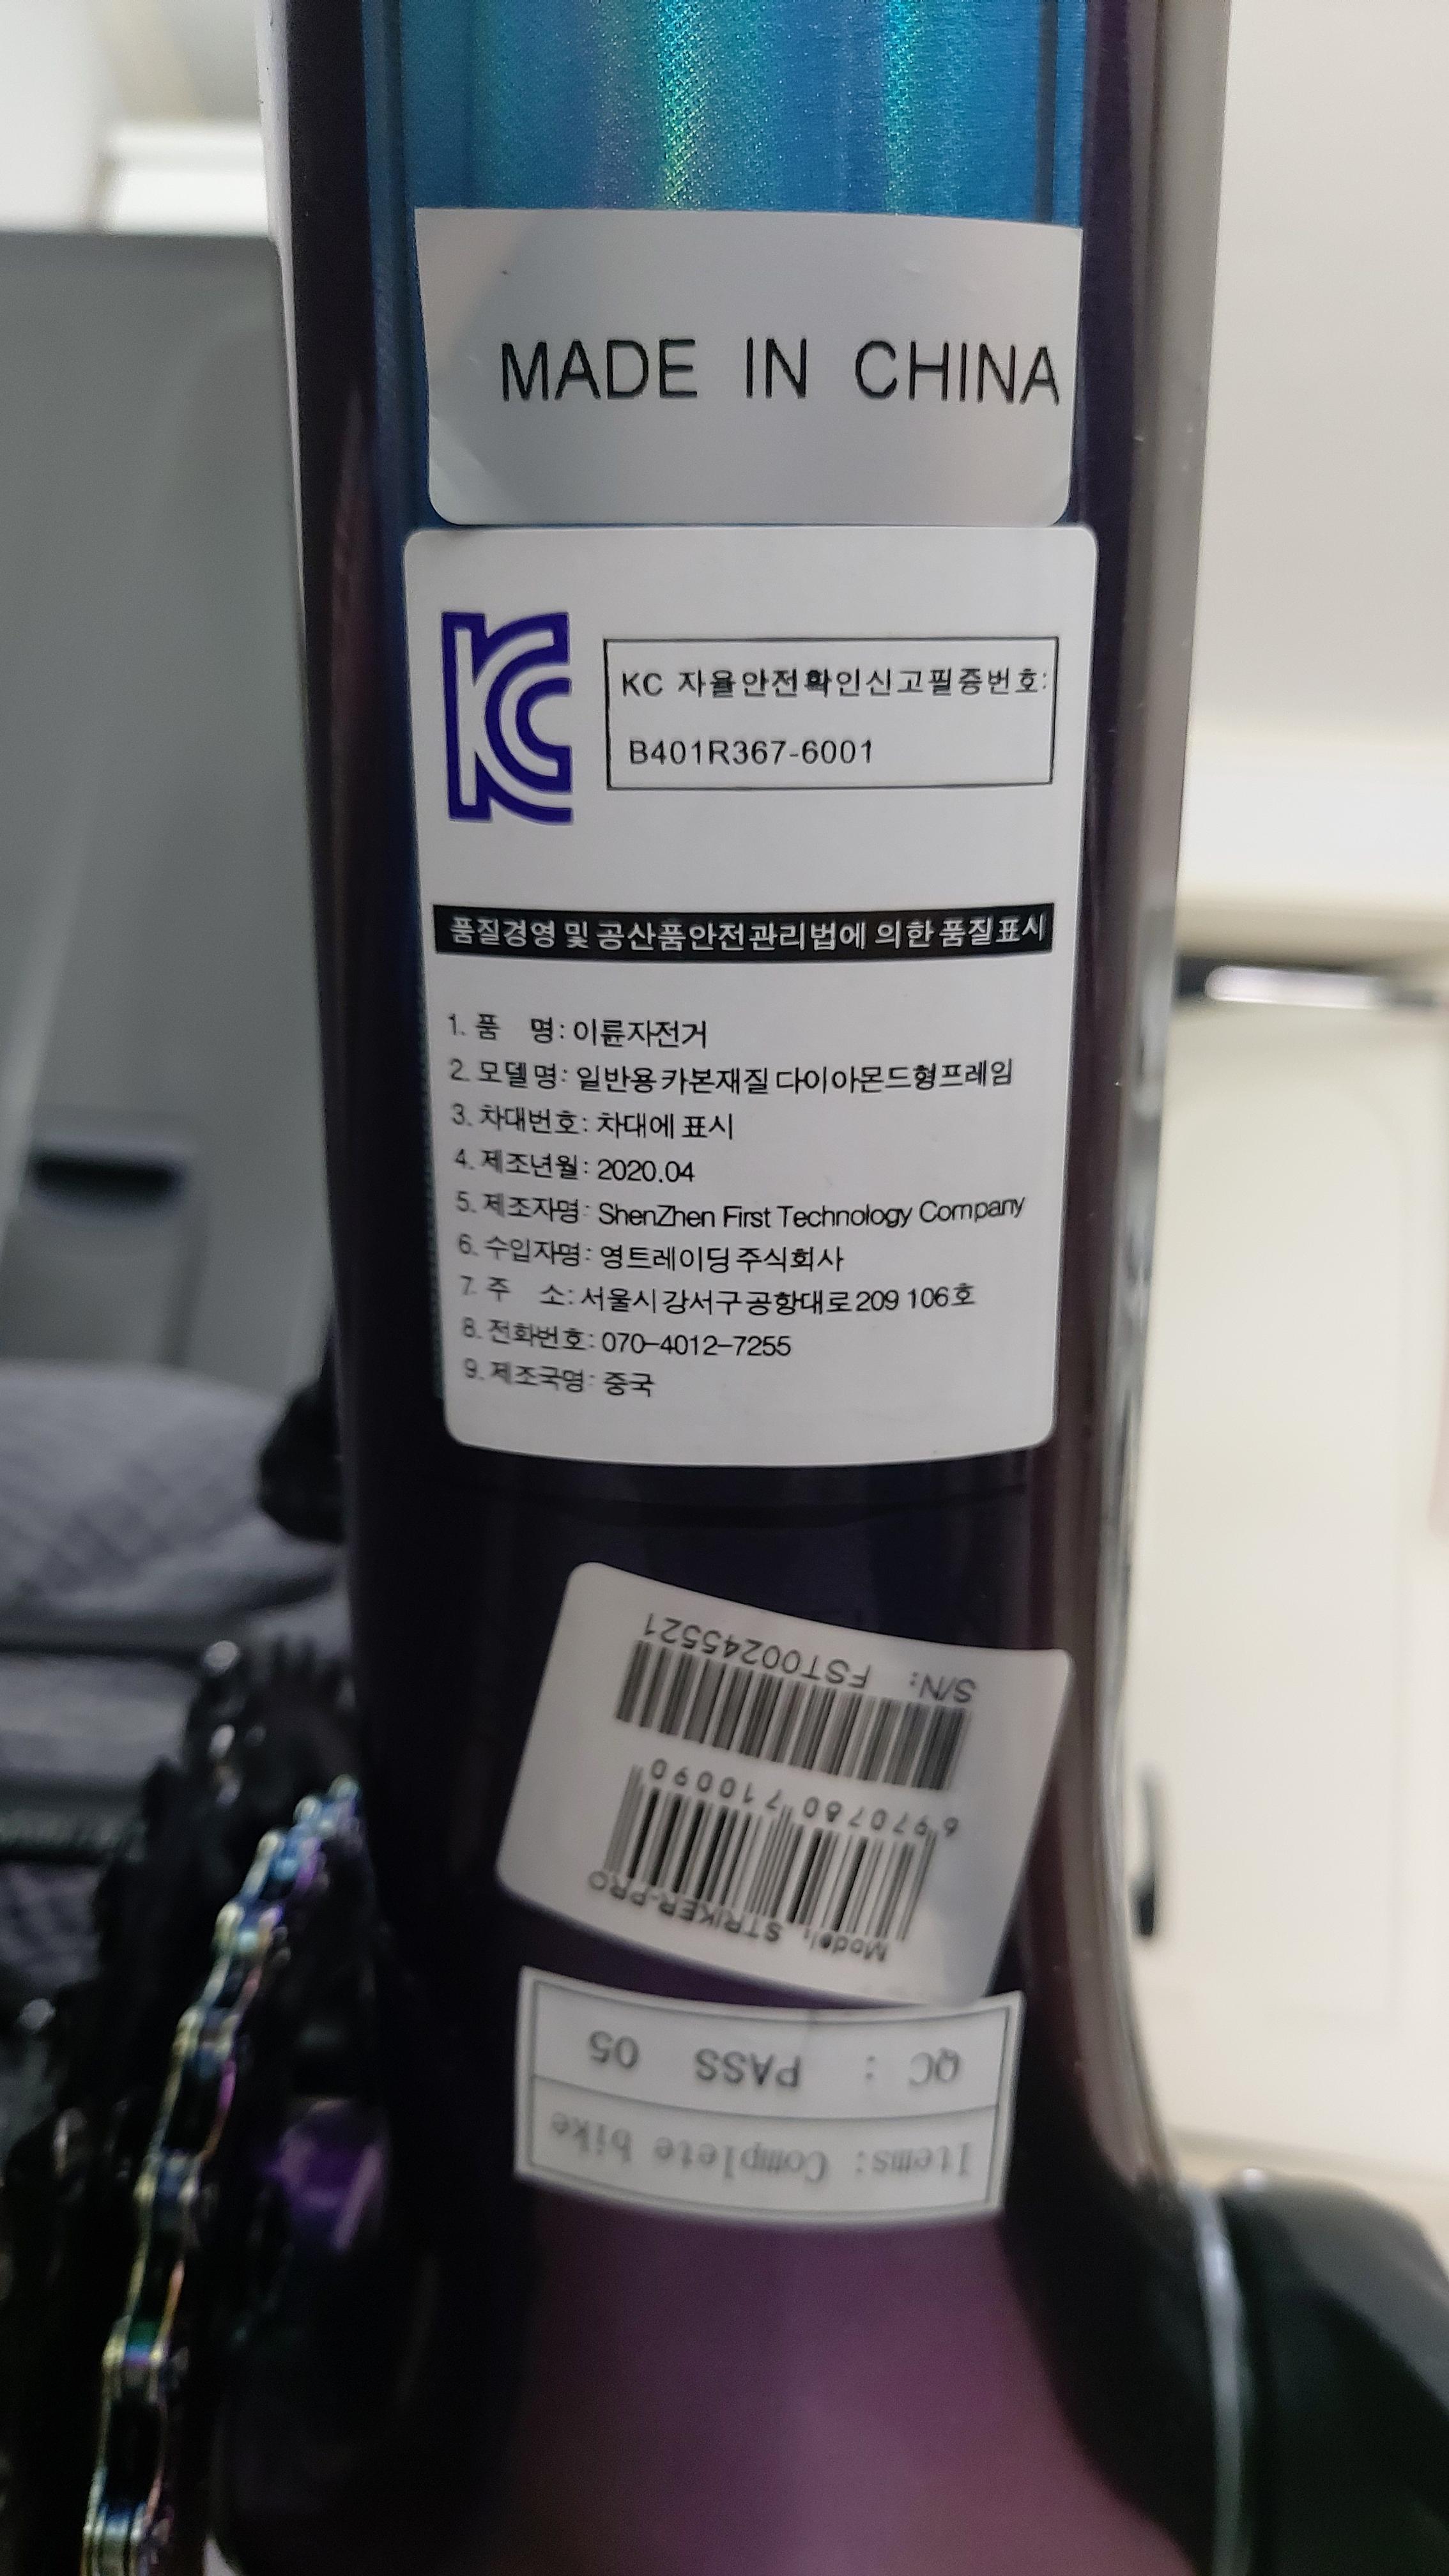 MADE IN CHINA
KC
KC 자율안전확인신고필증번호:
B401R367-6001
품질경영 및 공산품안전관리법에 의한 품질표시
1. 품 명: 이륜자전거
2. 모델명: 일반용 카본재질 다이아몬드형프레임
3. 차대번호: 차대에 표시
4. 제조년월: 2020.04
5. 제조자명: ShenZhen First Technology Company
6. 수입자명: 영트레이딩 주식회사
7. 주 소: 서울시 강서구 공항대로 209 106호
8. 전화번호: 070-4012-7255
9. 제조국명: 중국
Model: STRIKER-PRO
6 970760 710090
S/N: FST00245521
Items: Complete bike
QC : PASS 05